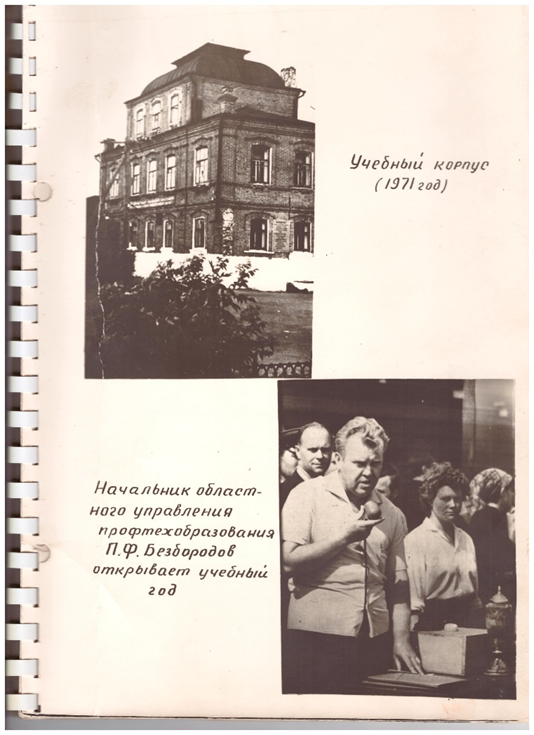 Учебный корпус
(1971 год)
Начальник област-
ного управления
профтехобразования
П.Ф. Безбородов
открывает учебный
год